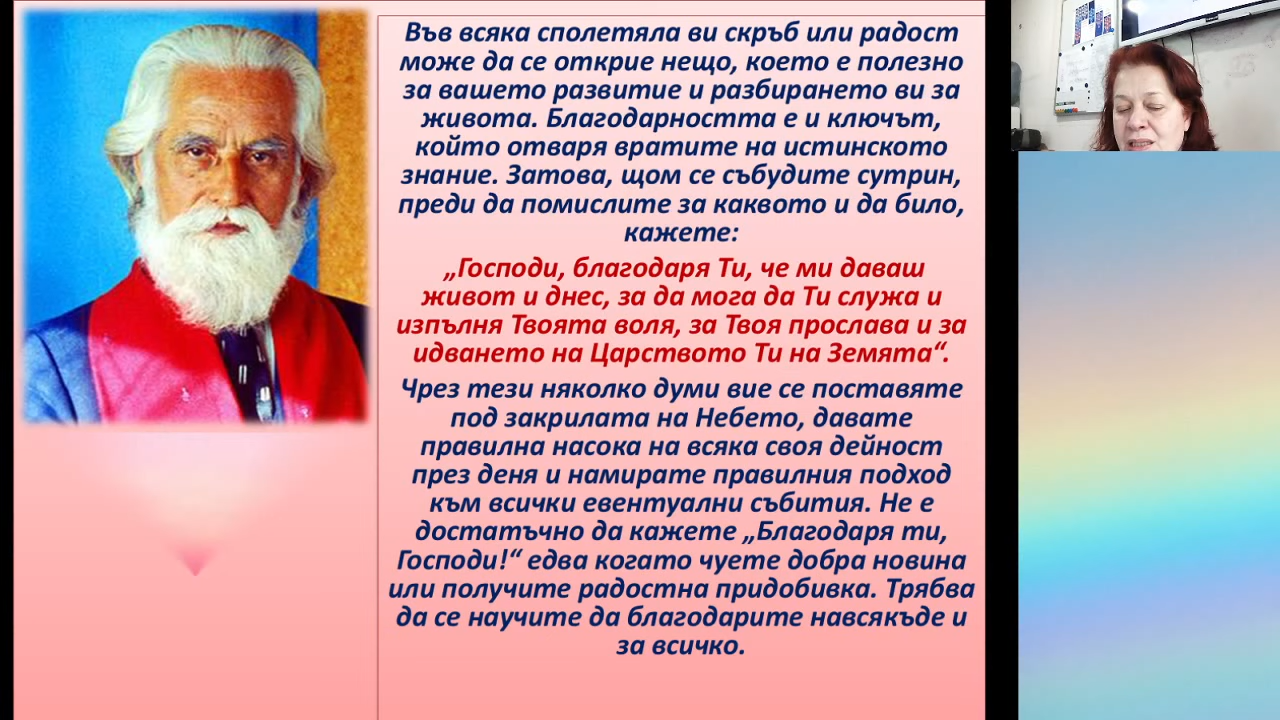 Във всяка сполетяла ви скръб или радост
може да се открие нещо, което е полезно
за вашето развитие и разбирането ви за
живота. Благодарността е и ключът,
който отваря вратите на истинското
знание. Затова, щом се събудите сутрин,
преди да помислите за каквото и да било,
кажете:
„Господи, благодаря Ти, че ми даваш
живот и днес, за да мога да Ти служа и
изпълня Твоята воля, за Твоя прослава и за
идването на Царството Ти на Земята“.
Чрез тези няколко думи вие се поставяте
под закрилата на Небето, давате
правилна насока на всяка своя дейност
през деня и намирате правилния подход
към всички евентуални събития. Не е
достатъчно да кажете „Благодаря ти,
Господи!“ едва когато чуете добра новина
или получите радостна придобивка. Трябва
да се научите да благодарите навсякъде и
за всичко.